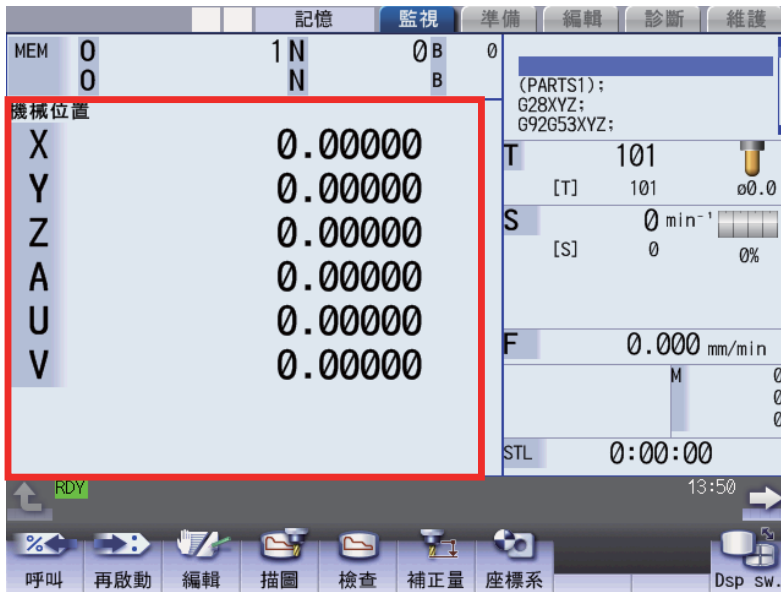 記憶 監視 準備 編輯 診斷 維護
MEM O 1 N 0 B 0
O N B
(PARTS1);
G28XYZ;
G92G53XYZ;
機械位置
X 0.00000
Y 0.00000
Z 0.00000
A 0.00000
U 0.00000
V 0.00000
T 101
[T] 101 ø0.0
S 0 min⁻¹
[S] 0 0%
F 0.000 mm/min
M 0
0
0
STL 0:00:00
RDY 13:50
呼叫 再啟動 編輯 描圖 檢查 補正量 座標系 Dsp sw.